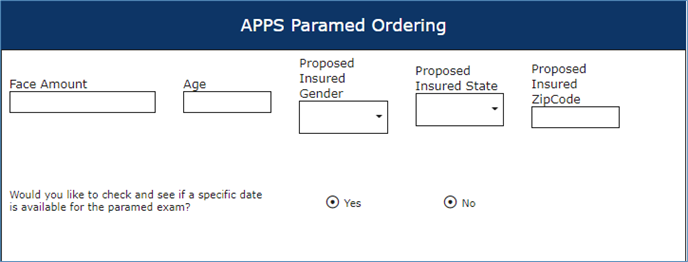 APPS Paramed Ordering
Face Amount
Age
Proposed
Insured
Gender
Proposed
Insured State
Proposed
Insured
ZipCode
Would you like to check and see if a specific date
is available for the paramed exam?
Yes
No